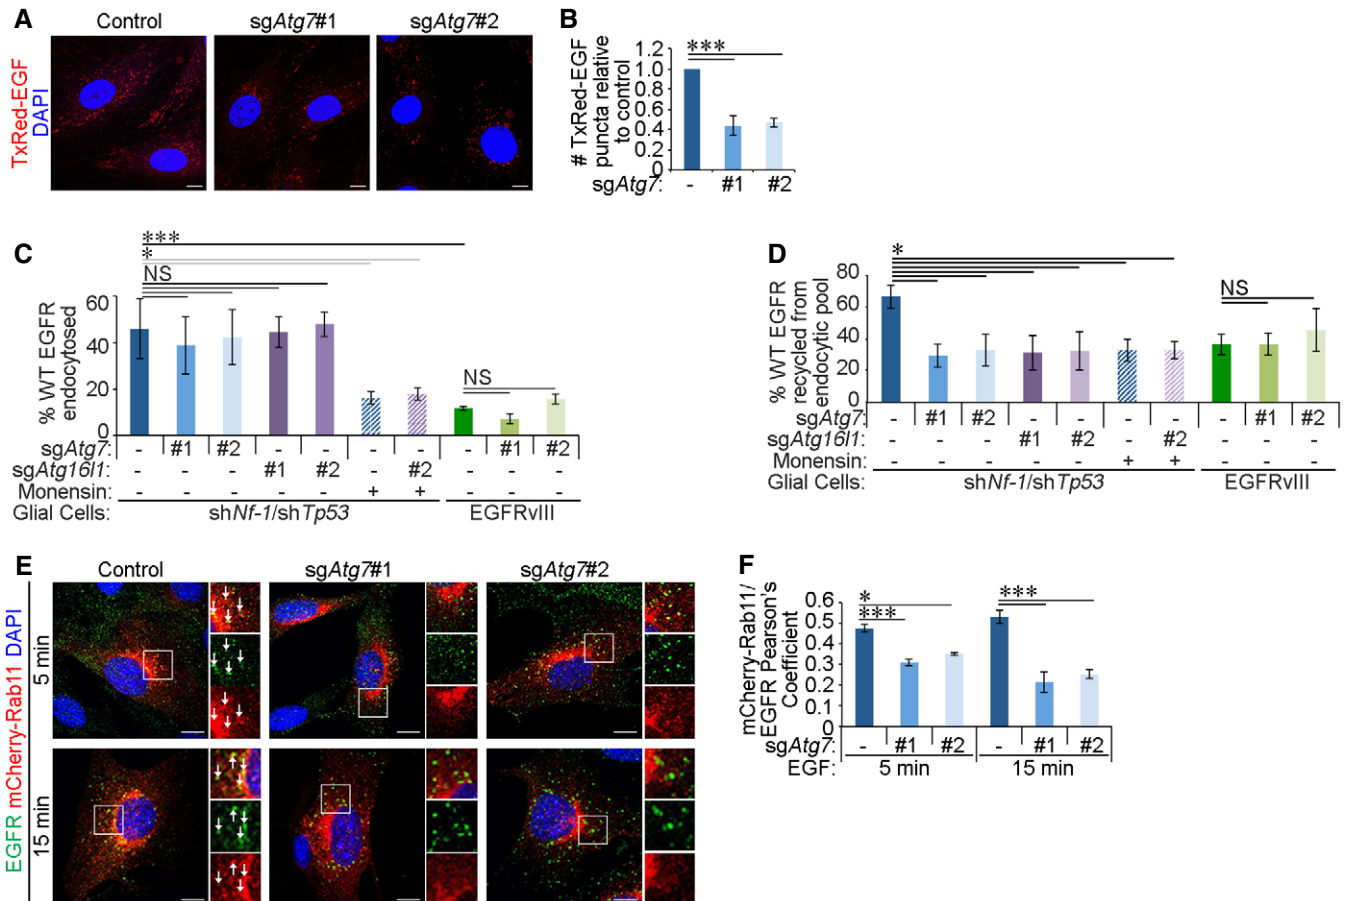 A
Control
sgAtg7#1
sgAtg7#2
TxRed-EGF
DAPI
B
# TxRed-EGF
puncta relative
to control
1.2
1.0
0.8
0.6
0.4
0.2
0
***
sgAtg7: - #1 #2
C
***
*
NS
NS
% WT EGFR
endocytosed
60
40
20
0
sgAtg7: - #1 #2 - - - - - #1 #2
sgAtg16l1: - - - #1 #2 - #2 - - -
Monensin: - - - - - + + - - -
Glial Cells: shNf-1/shTp53 EGFRvIII
D
*
NS
% WT EGFR
recycled from
endocytic pool
80
60
40
20
0
sgAtg7: - #1 #2 - - - - - #1 #2
sgAtg16l1: - - - #1 #2 - #2 - - -
Monensin: - - - - - + + - - -
Glial Cells: shNf-1/shTp53 EGFRvIII
E
Control
sgAtg7#1
sgAtg7#2
EGFR mCherry-Rab11 DAPI
5 min
15 min
F
mCherry-Rab11/
EGFR Pearson's
Coefficient
0.6
0.5
0.4
0.3
0.2
0.1
0
*
***
***
sgAtg7: - #1 #2 - #1 #2
EGF: 5 min 15 min